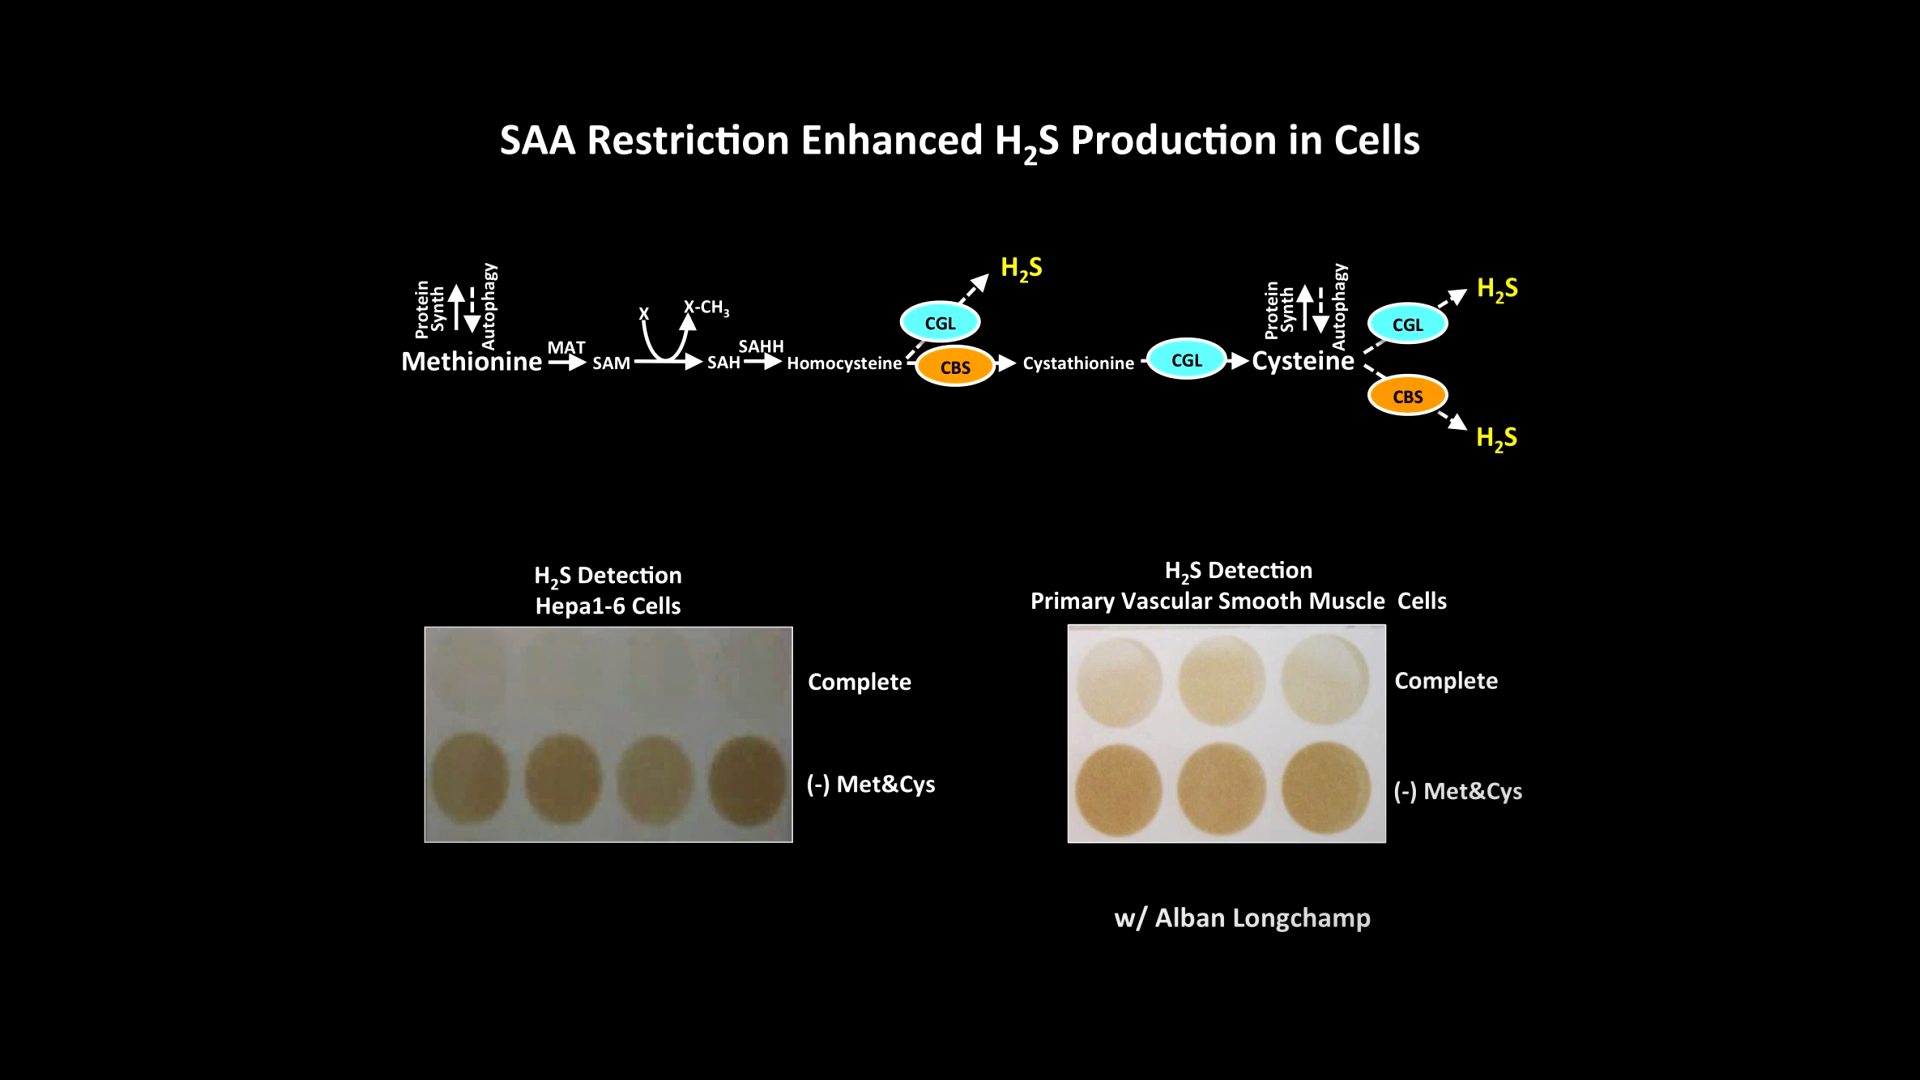 SAA Restriction Enhanced H2S Production in Cells
Protein
Synth
Autophagy
Methionine
MAT
SAM
X
X-CH3
SAH
SAHH
Homocysteine
CGL
H2S
CBS
Cystathionine
CGL
Protein
Synth
Autophagy
Cysteine
CGL
H2S
CBS
H2S
H2S Detection
Hepa1-6 Cells
Complete
(-) Met&Cys
H2S Detection
Primary Vascular Smooth Muscle Cells
Complete
(-) Met&Cys
w/ Alban Longchamp